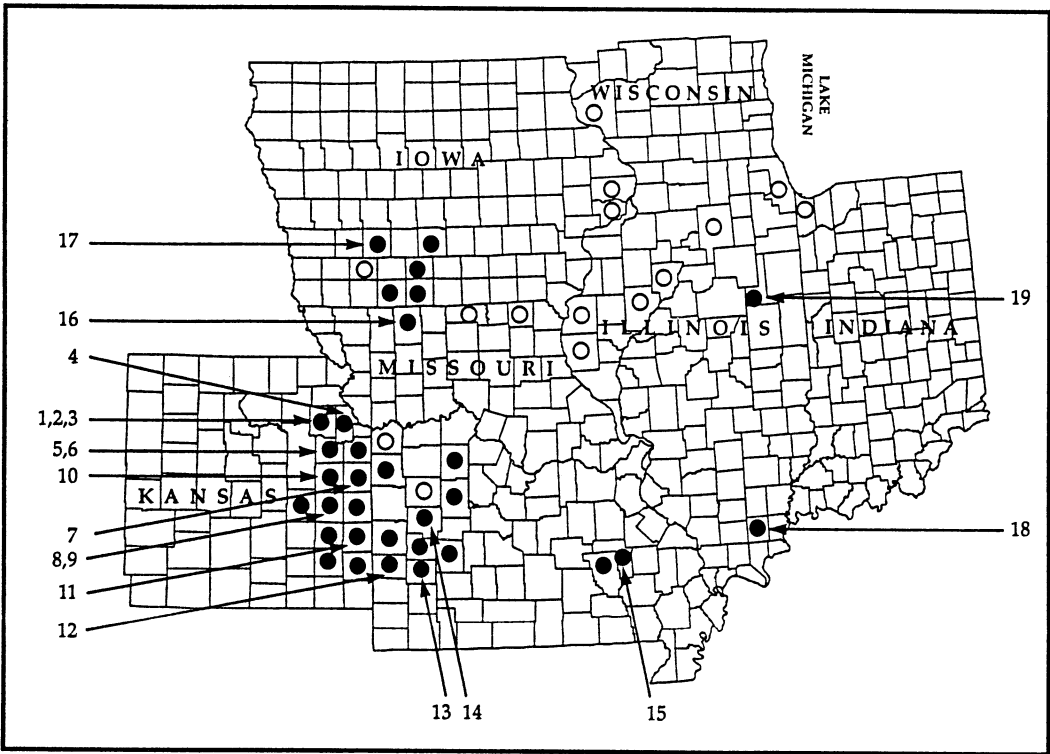 LAKE
MICHIGAN
WISCONSIN
IOWA
17
19
16
ILLINOIS
INDIANA
4
MISSOURI
1,2,3
5,6
10
KANSAS
7
18
8,9
11
12
13
14
15